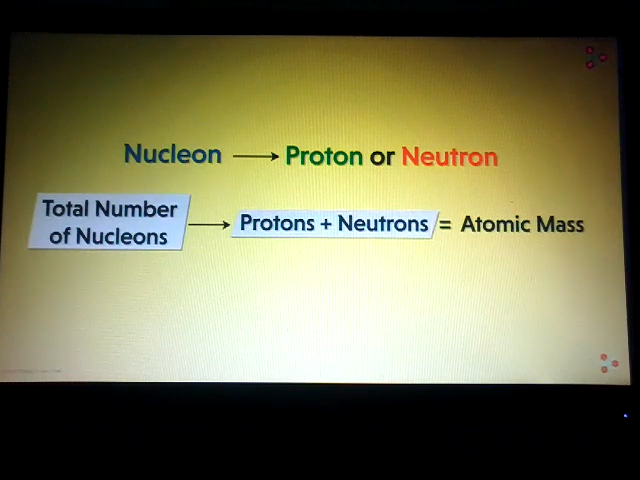 Nucleon → Proton or Neutron
Total Number
of Nucleons → Protons + Neutrons = Atomic Mass